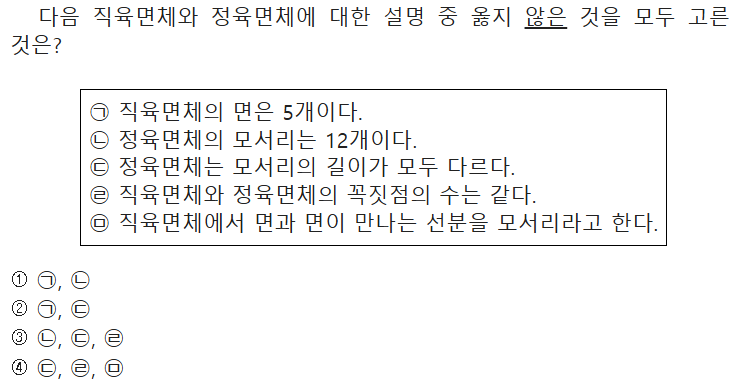 다음 직육면체와 정육면체에 대한 설명 중 옳지 않은 것을 모두 고른
것은?
㉠ 직육면체의 면은 5개이다.
㉡ 정육면체의 모서리는 12개이다.
㉢ 정육면체는 모서리의 길이가 모두 다르다.
㉣ 직육면체와 정육면체의 꼭짓점의 수는 같다.
㉤ 직육면체에서 면과 면이 만나는 선분을 모서리라고 한다.
① ㉠, ㉡
② ㉠, ㉢
③ ㉡, ㉢, ㉣
④ ㉢, ㉣, ㉤